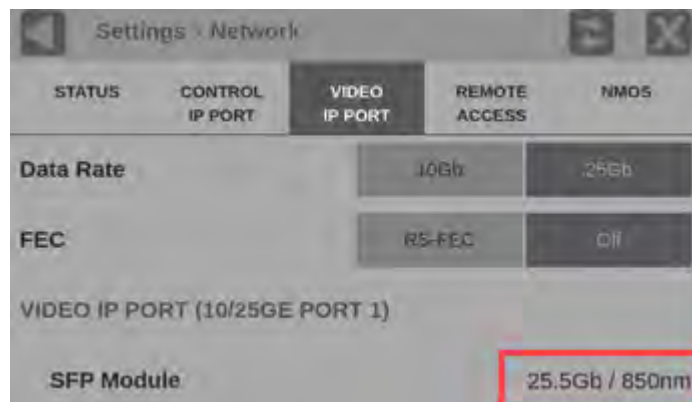 Settings › Network
STATUS
CONTROL
IP PORT
VIDEO
IP PORT
REMOTE
ACCESS
NMOS
Data Rate
10Gb
25Gb
FEC
RS-FEC
Off
VIDEO IP PORT (10/25GE PORT 1)
SFP Module
25.5Gb / 850nm